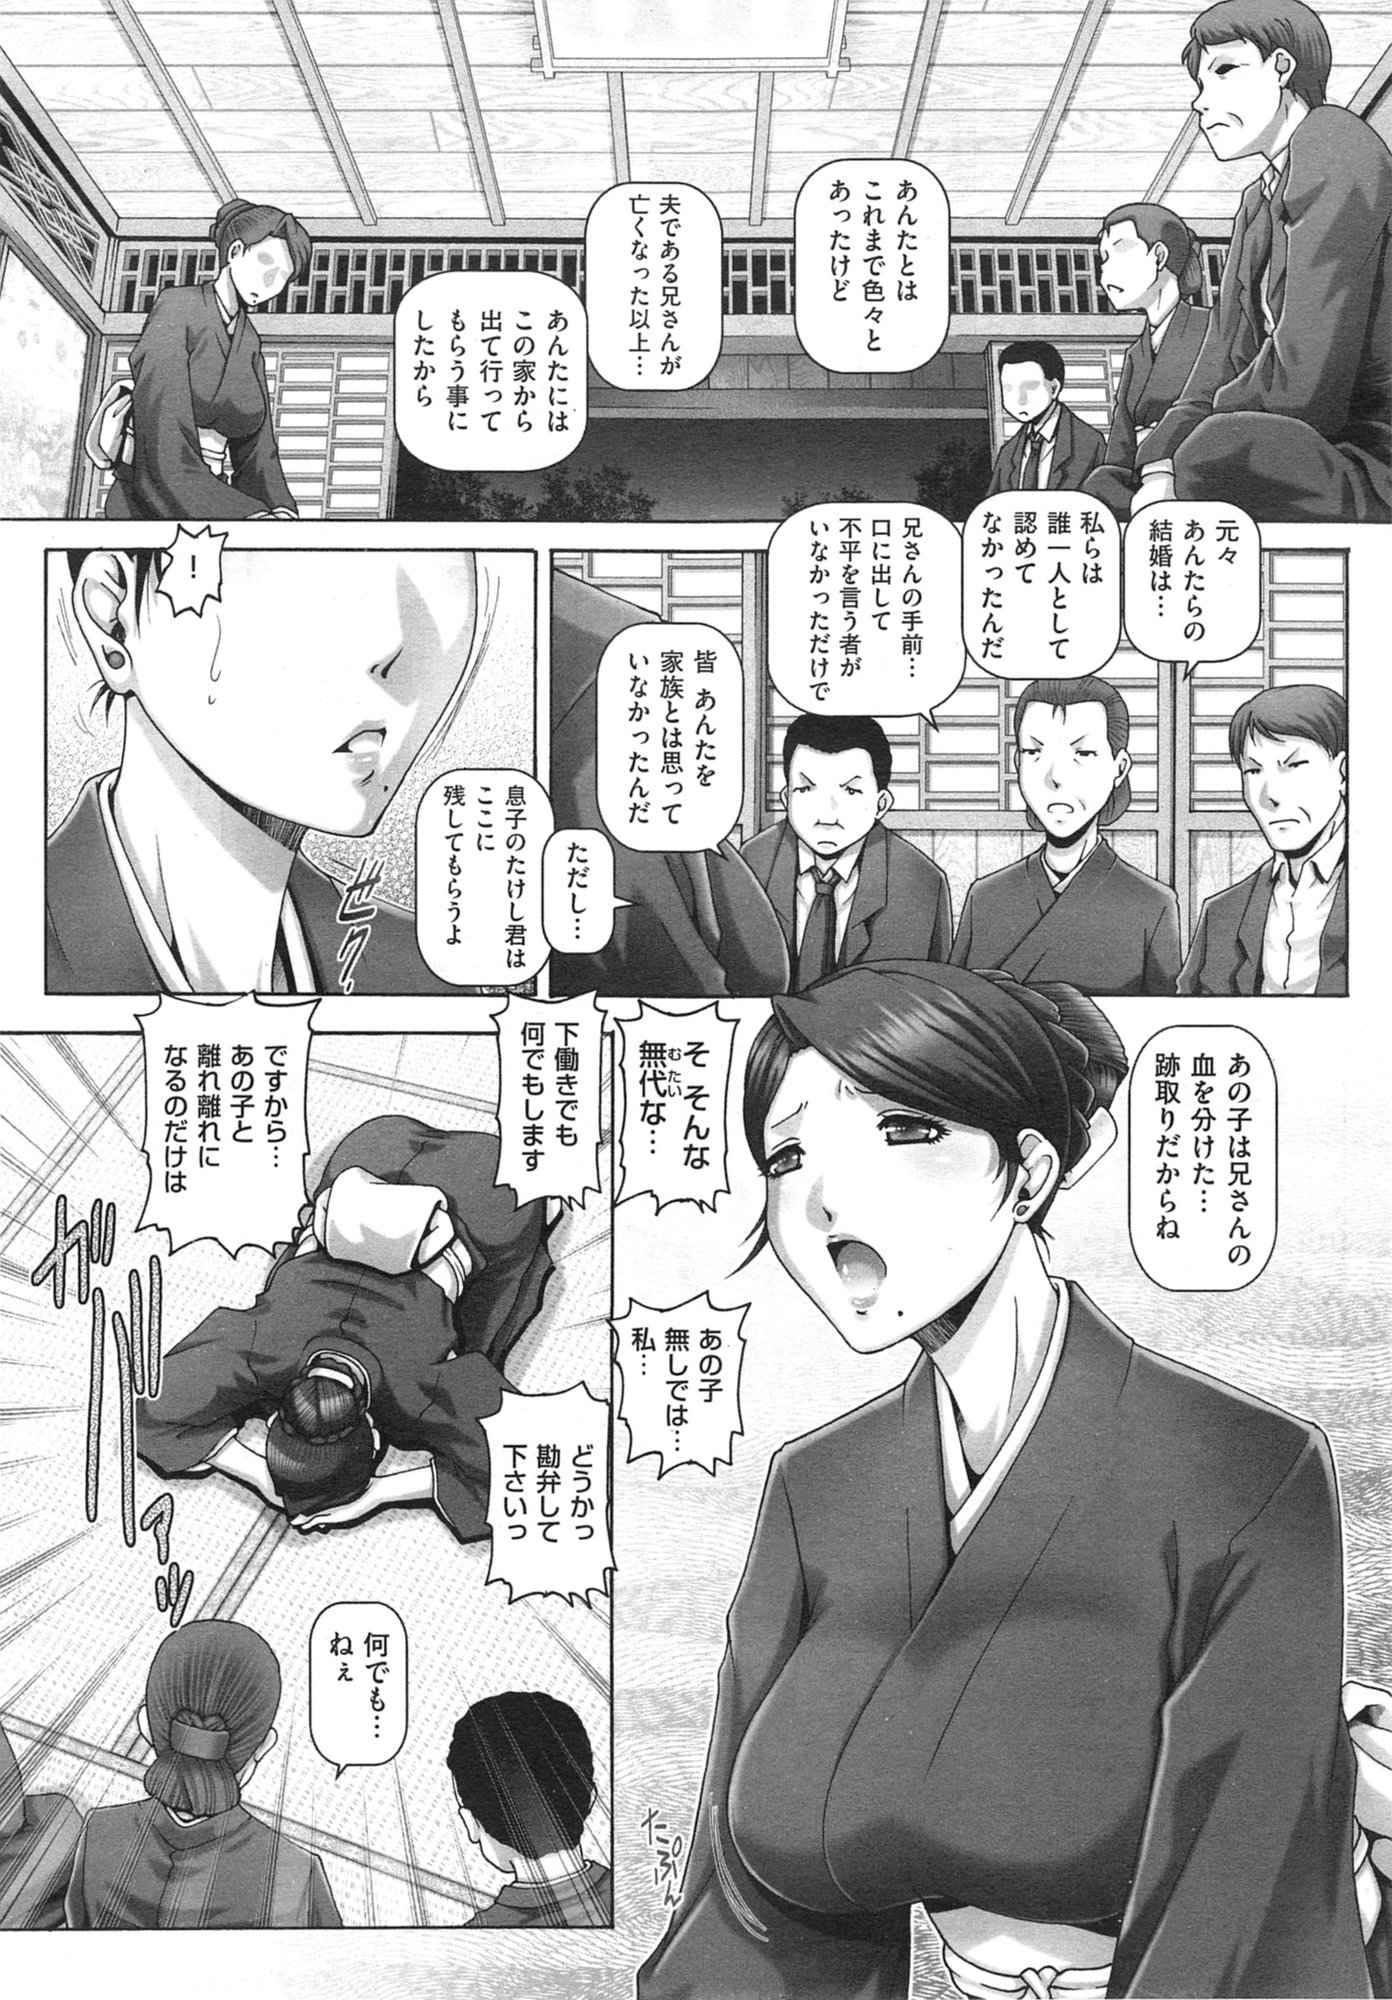 あんたとは
これまで色々と
あったけど
夫である兄さんが
亡くなった以上…
あんたには
この家から
出て行って
もらう事に
したから
元々
あんたらの
結婚は…
私らは
誰一人として
認めて
なかったんだ
兄さんの手前…
口に出して
不平を言う者が
いなかっただけで
皆 あんたを
家族とは思って
いなかったんだ
ただし…
息子のたけし君は
ここに
残してもらうよ
！
ゼク
あの子は兄さんの
血を分けた…
跡取りだからね
そ そんな
無代な…
むたい
あの子
無しでは…
私…
たぷん
下働きでも
何でもします
ですから…
あの子と
離れ離れに
なるのだけは
どうかっ
勘弁して
下さいっ
ガバァッ
何でも…
ねぇ